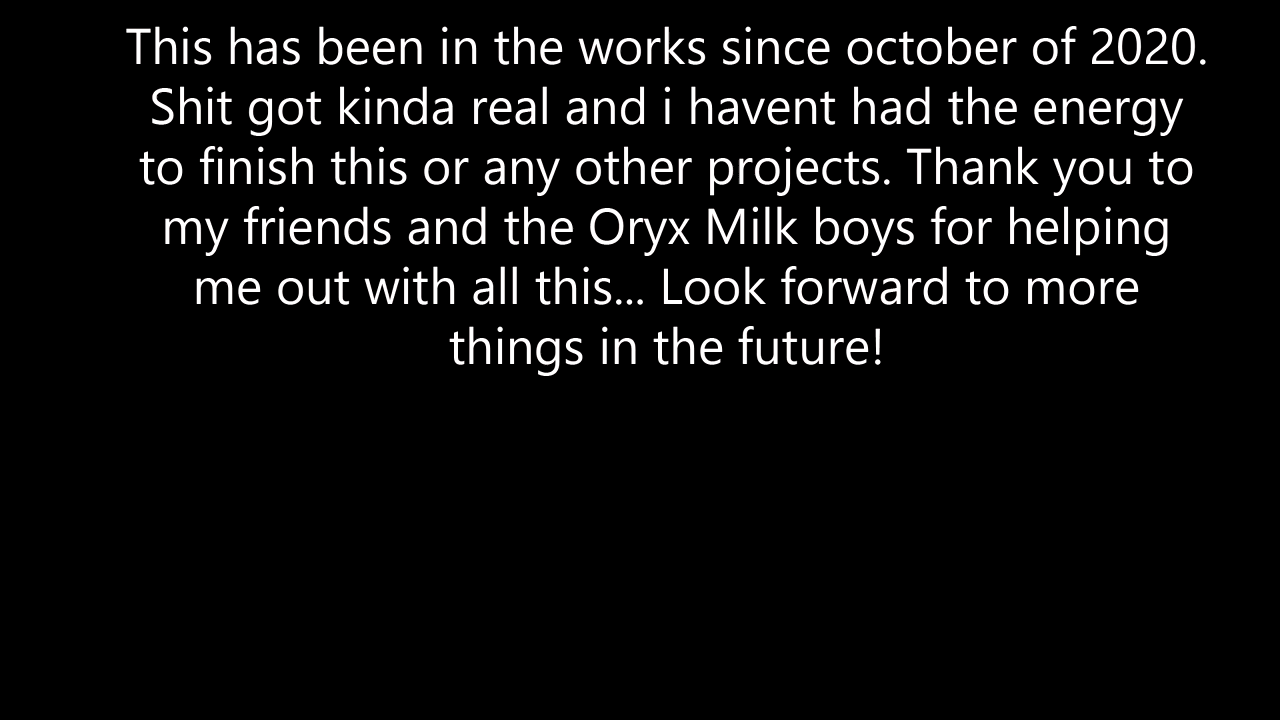 This has been in the works since october of 2020.
Shit got kinda real and i havent had the energy
to finish this or any other projects. Thank you to
my friends and the Oryx Milk boys for helping
me out with all this... Look forward to more
things in the future!